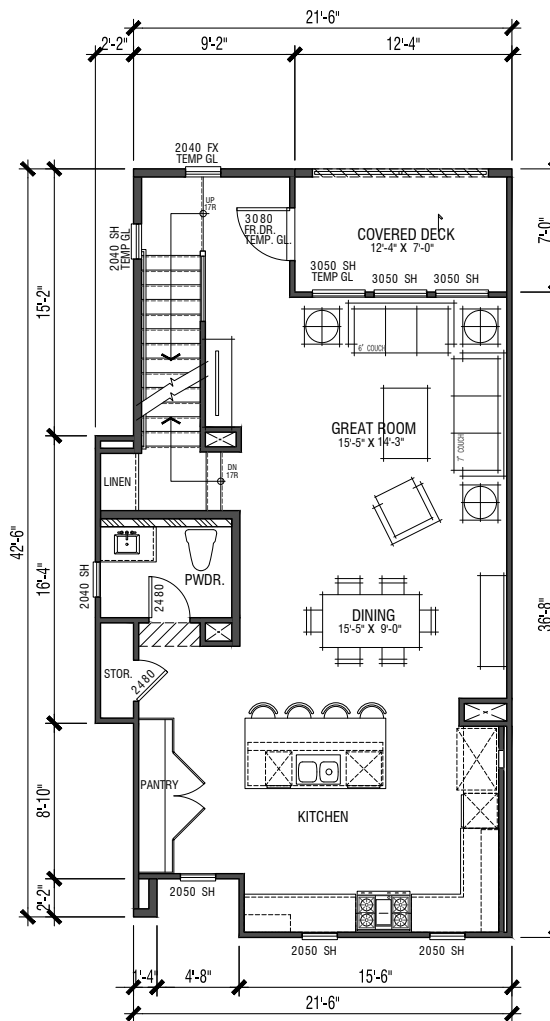 21'-6"
2'-2"
9'-2"
12'-4"
2040 FX
TEMP GL
UP
17R
3080
FR.DR.
TEMP. GL.
COVERED DECK
12'-4" X 7'-0"
7'-0"
2040 SH
TEMP GL
3050 SH
TEMP GL
3050 SH
3050 SH
15'-2"
6' COUCH
GREAT ROOM
15'-5" X 14'-3"
7' COUCH
LINEN
DN
17R
42'-6"
16'-4"
2040 SH
PWDR.
2480
DINING
15'-5" X 9'-0"
36'-8"
STOR.
2480
PANTRY
KITCHEN
8'-10"
2050 SH
2'-2"
2050 SH
2050 SH
1'-4"
4'-8"
15'-6"
21'-6"